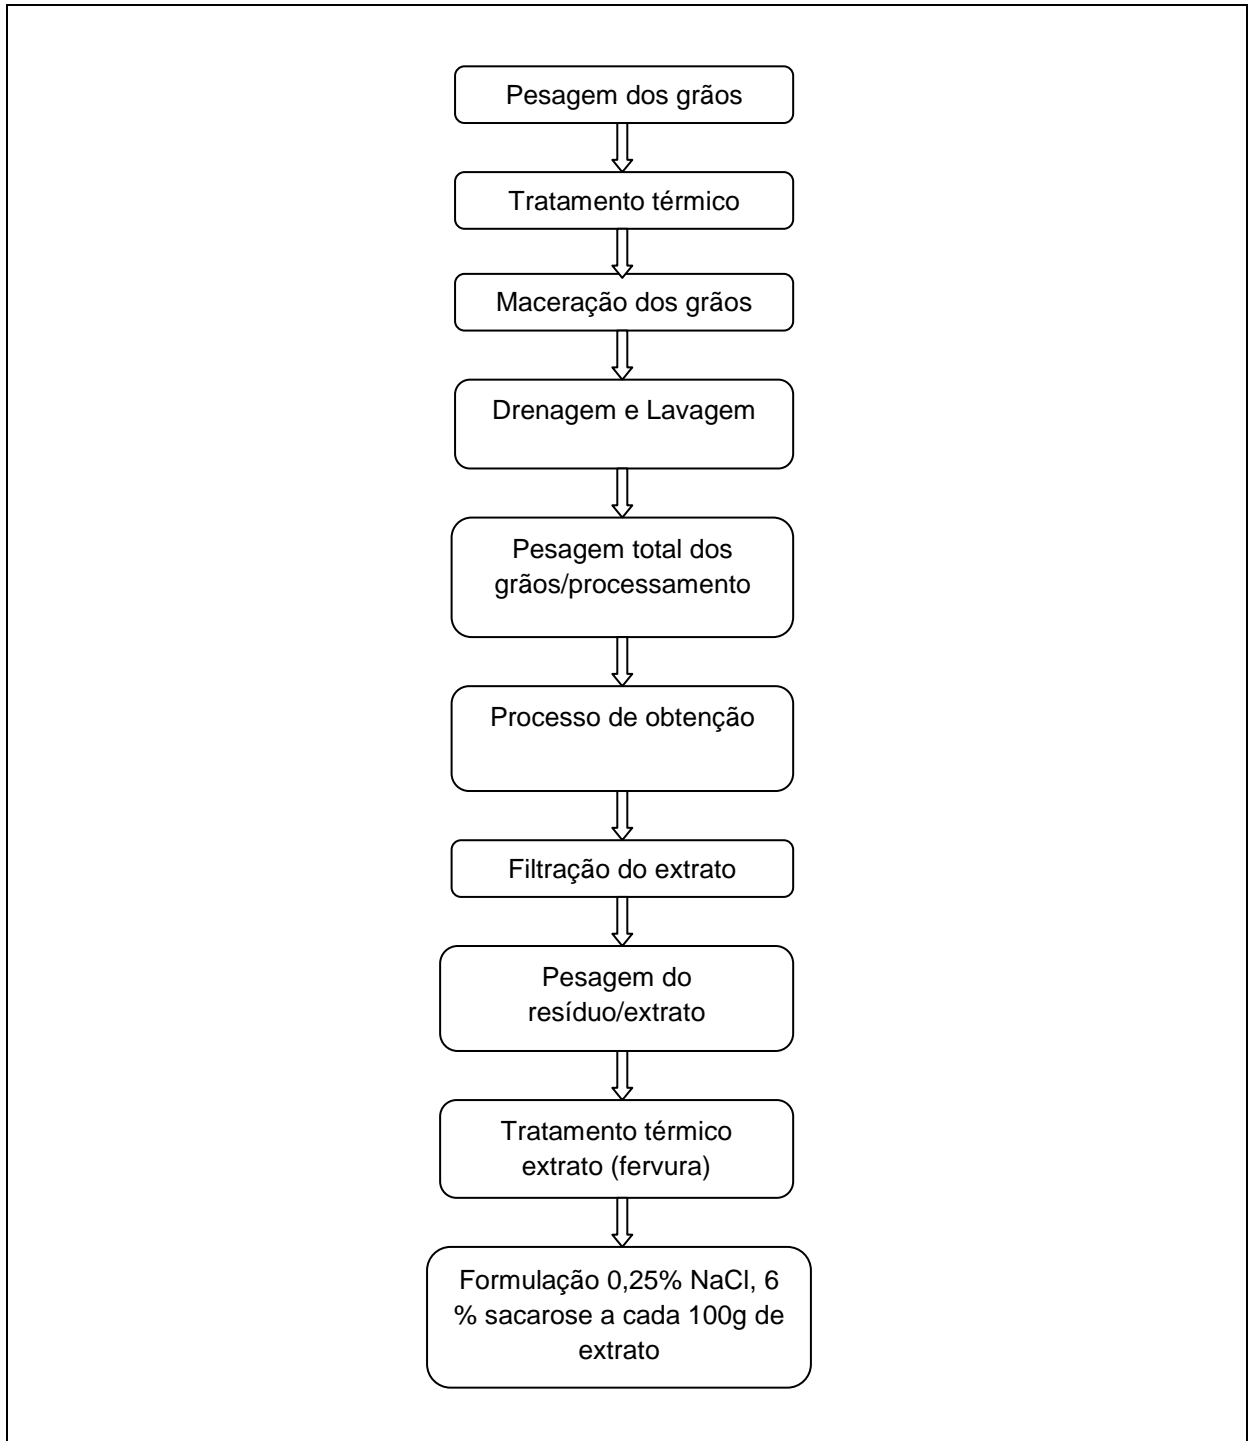 Pesagem dos grãos
Tratamento térmico
Maceração dos grãos
Drenagem e Lavagem
Pesagem total dos
grãos/processamento
Processo de obtenção
Filtração do extrato
Pesagem do
resíduo/extrato
Tratamento térmico
extrato (fervura)
Formulação 0,25% NaCl, 6
% sacarose a cada 100g de
extrato